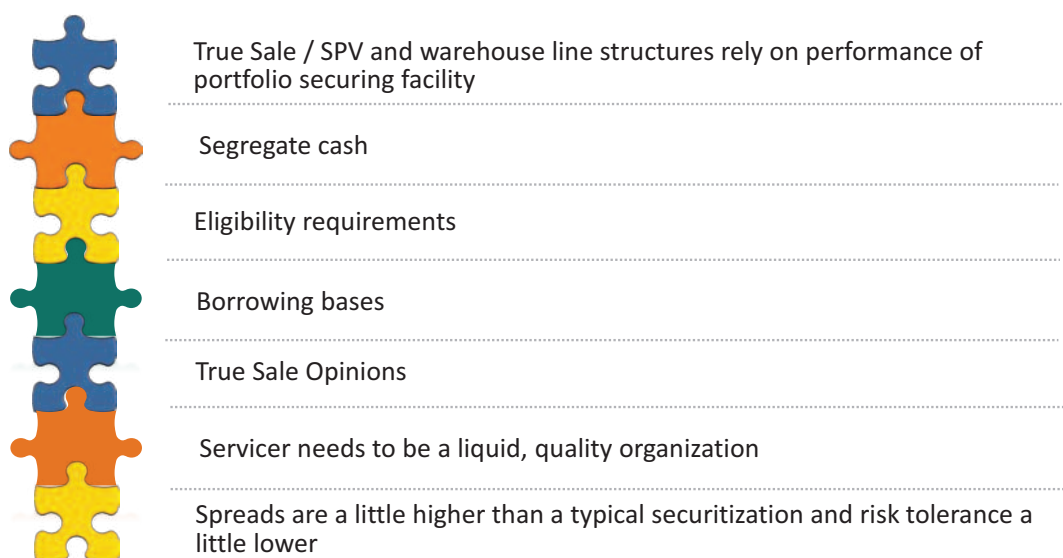 True Sale / SPV and warehouse line structures rely on performance of
portfolio securing facility
Segregate cash
Eligibility requirements
Borrowing bases
True Sale Opinions
Servicer needs to be a liquid, quality organization
Spreads are a little higher than a typical securitization and risk tolerance a
little lower